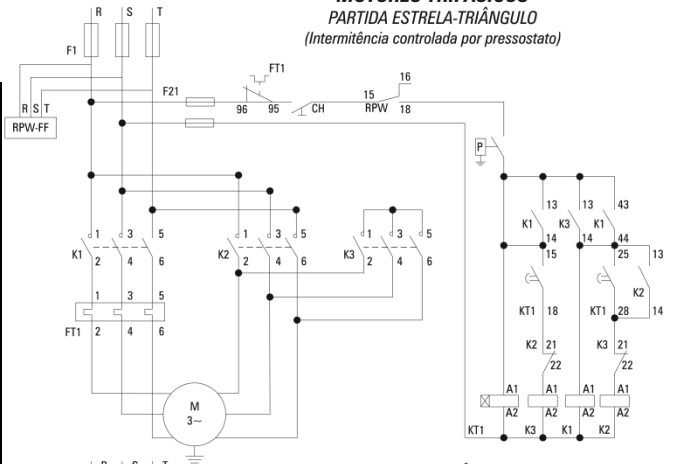 MOTORES TRIFÁSICOS
PARTIDA ESTRELA-TRIÂNGULO
(Intermitência controlada por pressostato)
R S T
F1
R S T
RPW-FF
F21
FT1
96 95
CH
15
16
RPW 18
P
13 13 43
K1 K3 K1
14 14 44
15 25 13
K2
KT1 18 KT1 28 14
K2 21 K3 21
22 22
A1 A1 A1 A1
A2 A2 A2 A2
KT1 K3 K1 K2
1 3 5
K1
2 4 6
1 3 5
K2
2 4 6
1 3 5
K3
2 4 6
1 3 5
FT1 2 4 6
M
3~
R S T